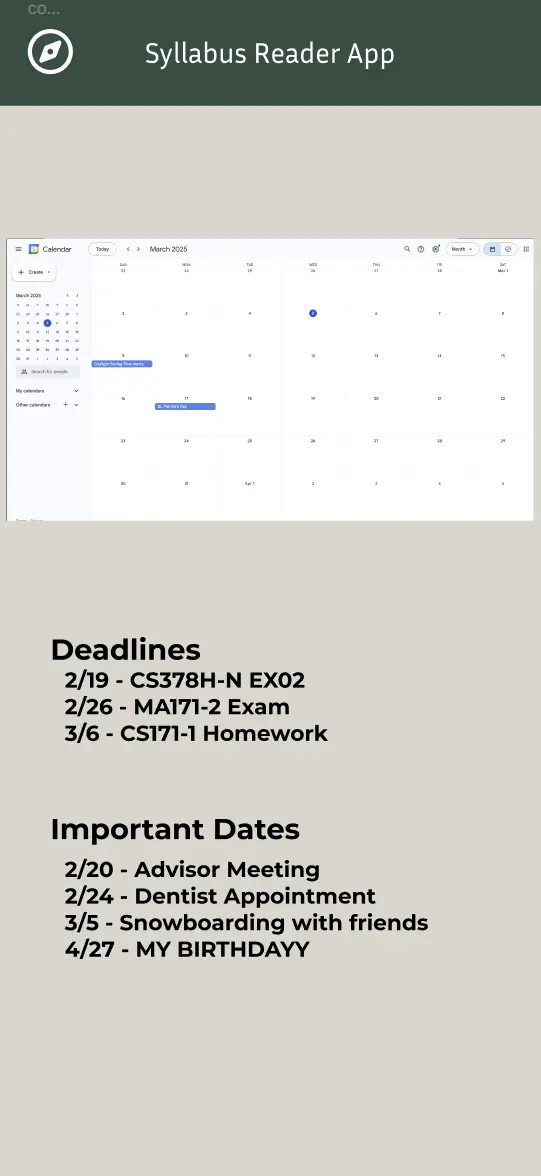 CO...
Syllabus Reader App
Calendar
Today
March 2025
Month
Create
SUN MON TUE WED THU FRI SAT
23 24 25 26 27 28 Mar 1
March 2025
2 3 4 5 6 7 8
9 10 11 12 13 14 15
Daylight Saving Time starts
Search for people
My calendars
Other calendars
16 17 18 19 20 21 22
St. Patrick's Day
23 24 25 26 27 28 29
30 31 Apr 1 2 3 4 5
Deadlines
2/19 - CS378H-N EX02
2/26 - MA171-2 Exam
3/6 - CS171-1 Homework
Important Dates
2/20 - Advisor Meeting
2/24 - Dentist Appointment
3/5 - Snowboarding with friends
4/27 - MY BIRTHDAYY